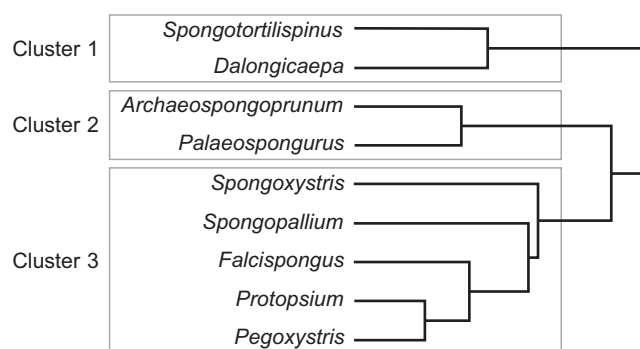 Cluster 1
Spongotortilispinus
Dalongicaepa
Cluster 2
Archaeospongoprunum
Palaeospongurus
Cluster 3
Spongoxystris
Spongopallium
Falcispongus
Protopsium
Pegoxystris